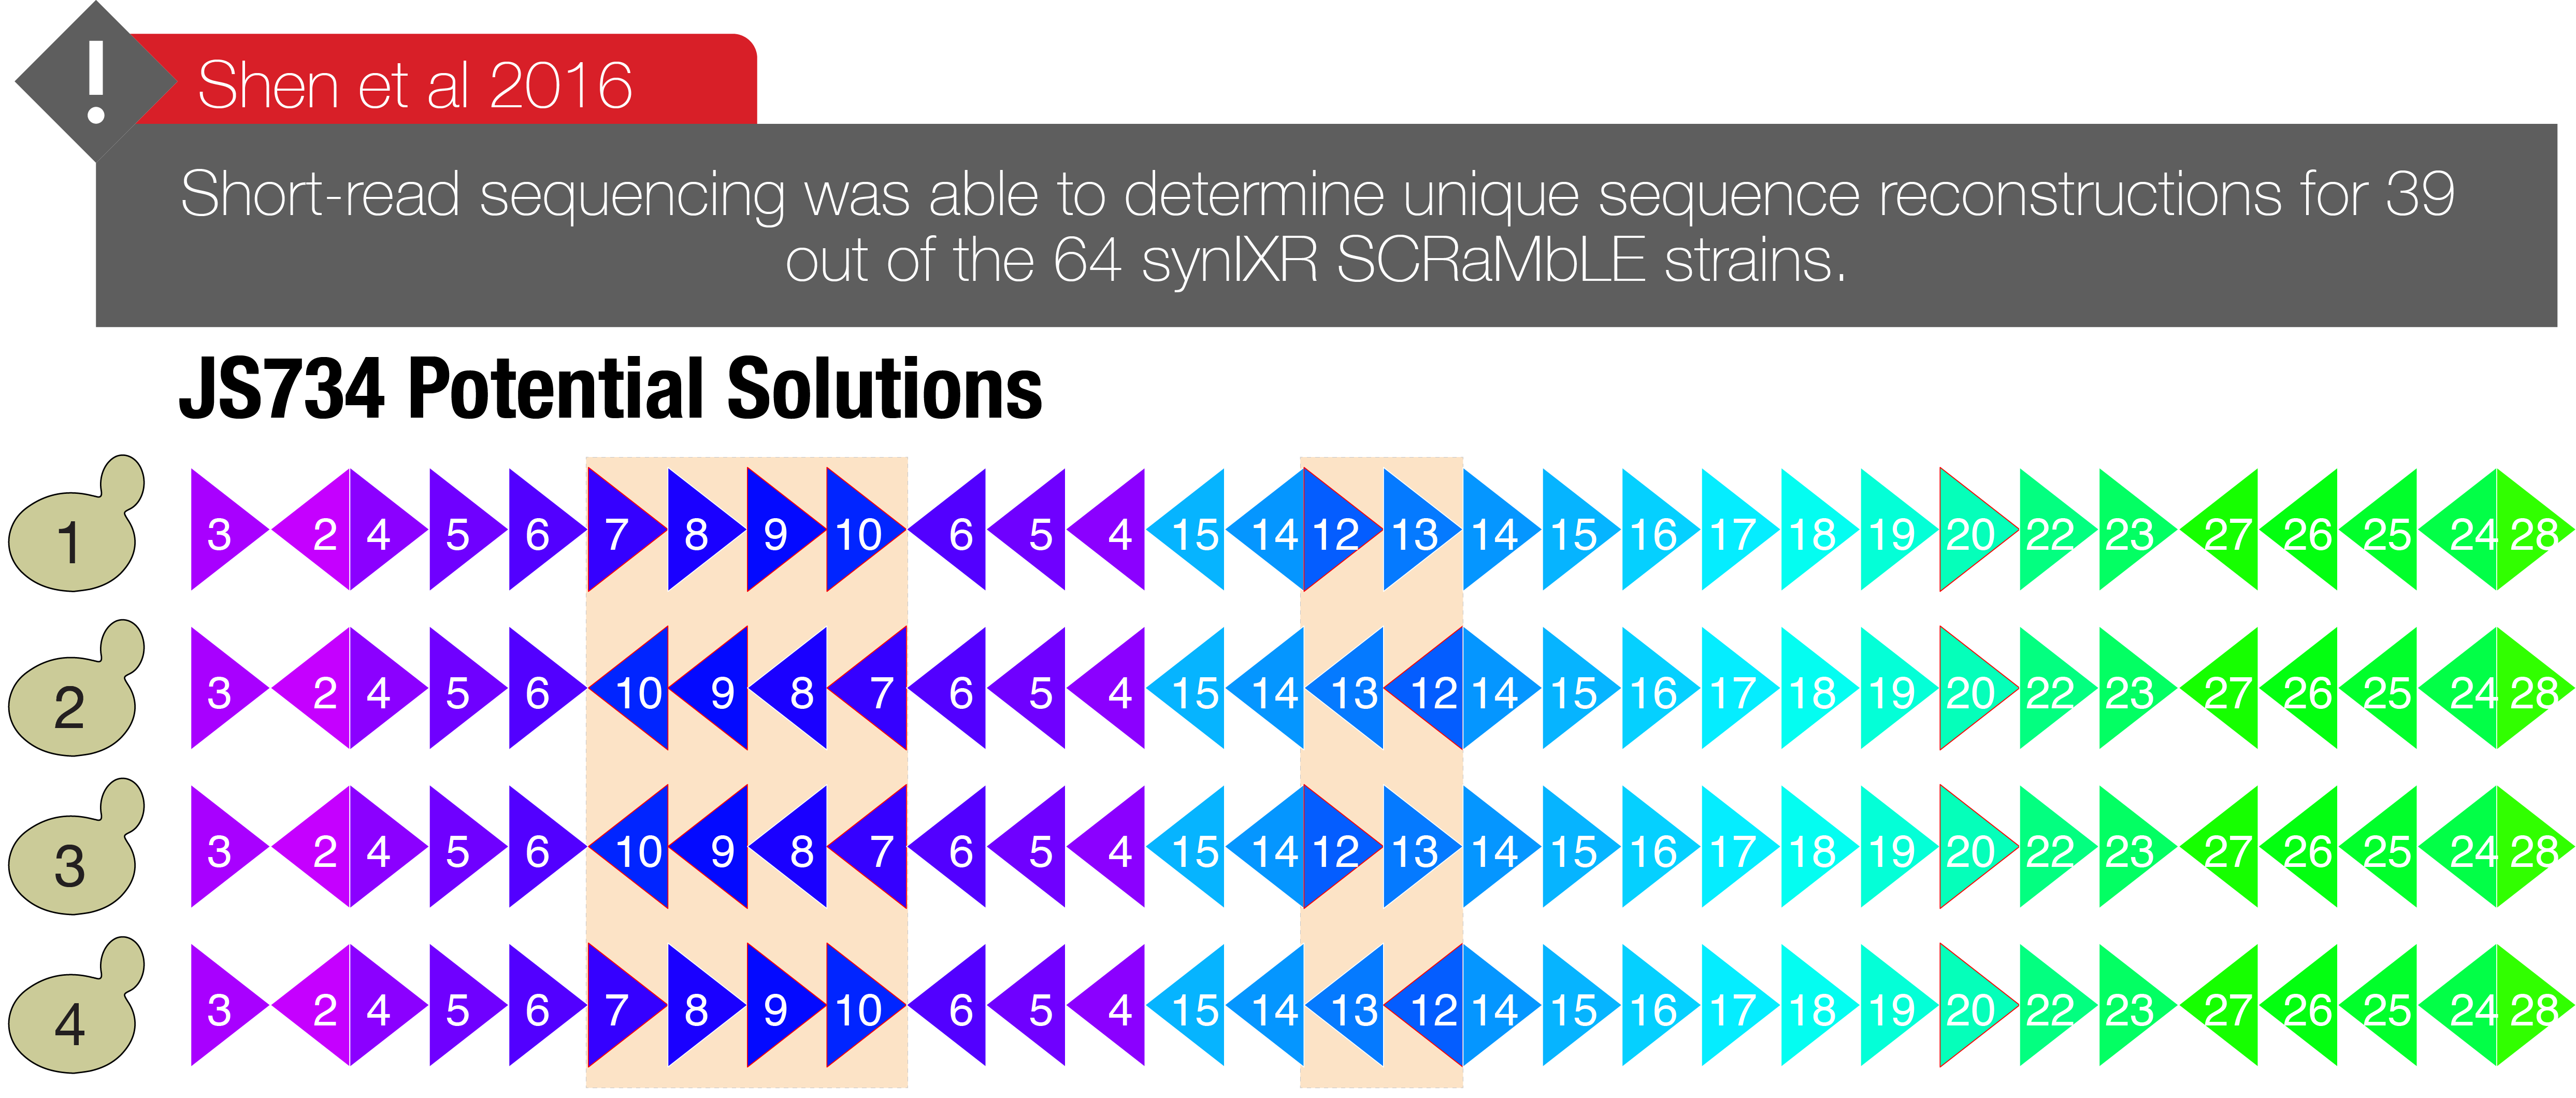 !
Shen et al 2016
Short-read sequencing was able to determine unique sequence reconstructions for 39
out of the 64 synIXR SCRaMbLE strains.
JS734 Potential Solutions
1 3 2 4 5 6 7 8 9 10 6 5 4 15 14 12 13 14 15 16 17 18 19 20 22 23 27 26 25 24 28
2 3 2 4 5 6 10 9 8 7 6 5 4 15 14 13 12 14 15 16 17 18 19 20 22 23 27 26 25 24 28
3 3 2 4 5 6 10 9 8 7 6 5 4 15 14 12 13 14 15 16 17 18 19 20 22 23 27 26 25 24 28
4 3 2 4 5 6 7 8 9 10 6 5 4 15 14 13 12 14 15 16 17 18 19 20 22 23 27 26 25 24 28